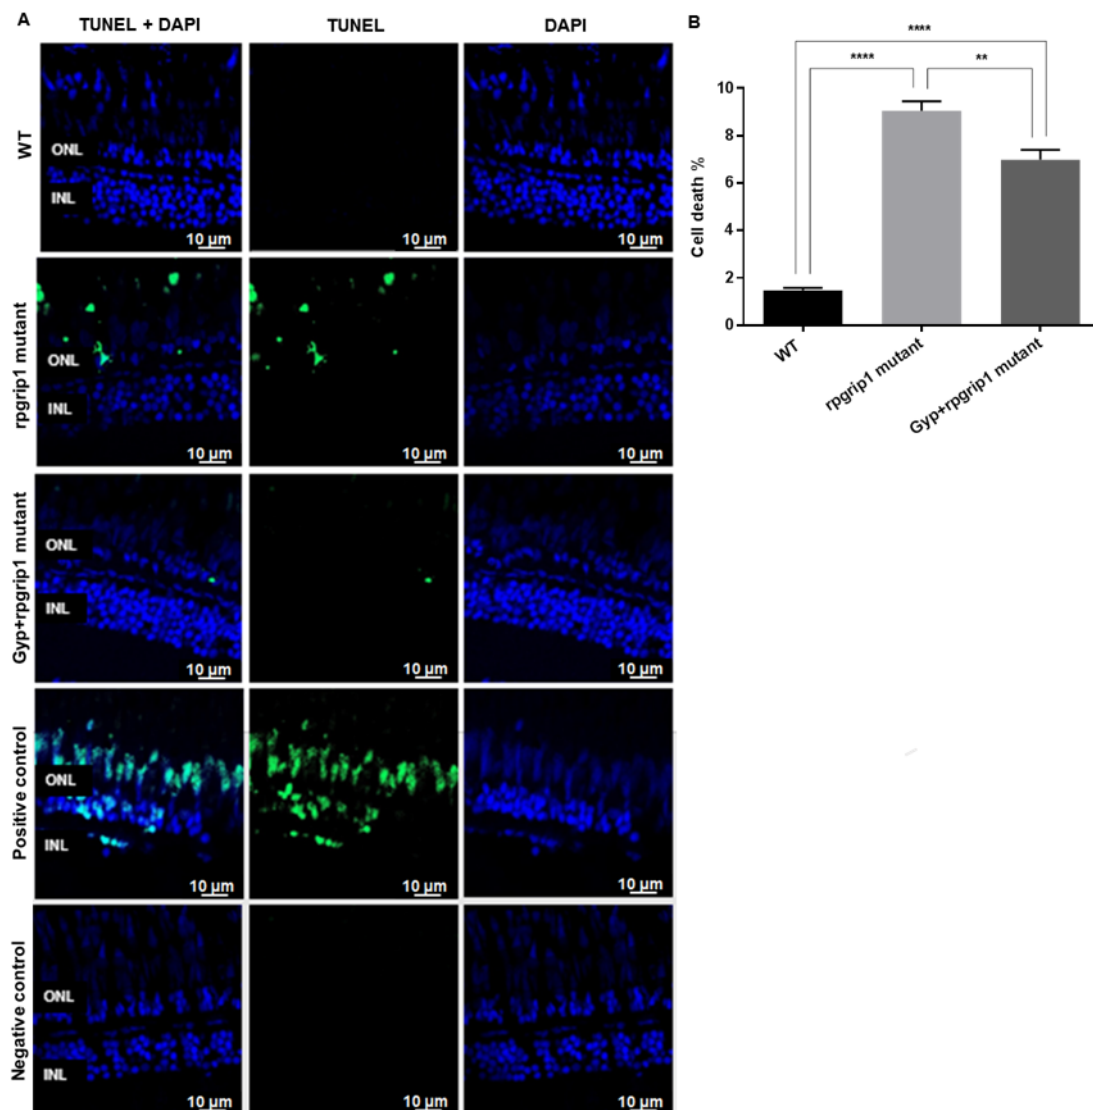 A
TUNEL + DAPI
TUNEL
DAPI
WT
ONL
INL
10 µm
10 µm
10 µm
rpgrip1 mutant
ONL
INL
10 µm
10 µm
10 µm
Gyp+rpgrip1 mutant
ONL
INL
10 µm
10 µm
10 µm
Positive control
ONL
INL
10 µm
10 µm
10 µm
Negative control
ONL
INL
10 µm
10 µm
10 µm
B
****
****
**
Cell death %
10
8
6
4
2
0
WT
rpgrip1 mutant
Gyp+rpgrip1 mutant